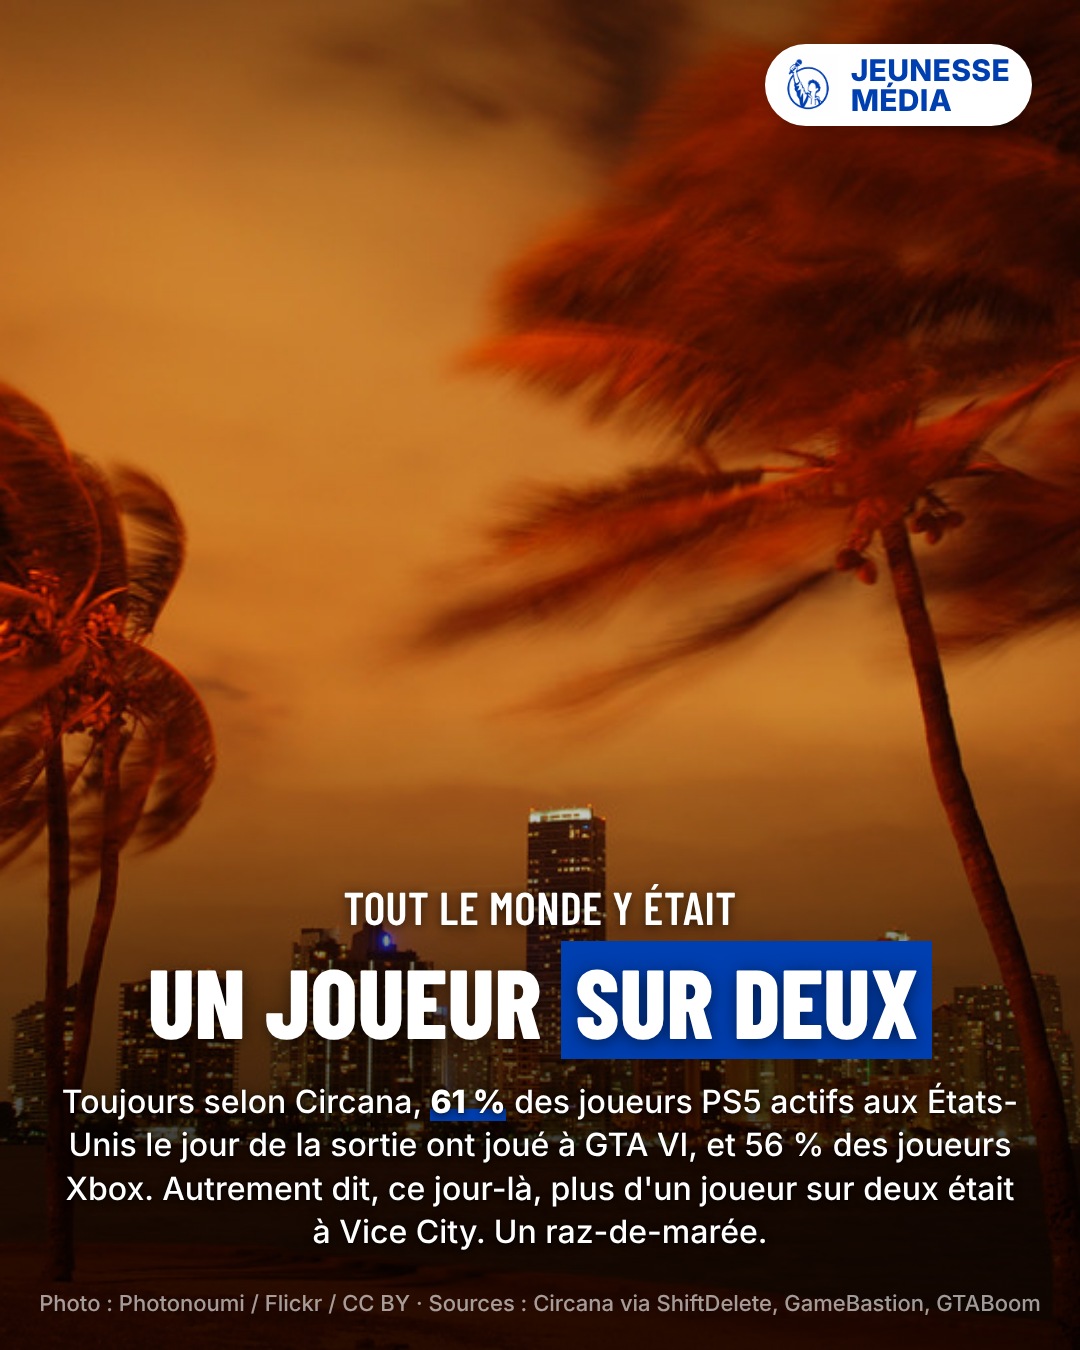 JEUNESSE
MÉDIA
TOUT LE MONDE Y ÉTAIT
UN JOUEUR SUR DEUX
Toujours selon Circana, 61 % des joueurs PS5 actifs aux États-
Unis le jour de la sortie ont joué à GTA VI, et 56 % des joueurs
Xbox. Autrement dit, ce jour-là, plus d'un joueur sur deux était
à Vice City. Un raz-de-marée.
Photo : Photonoumi / Flickr / CC BY · Sources : Circana via ShiftDelete, GameBastion, GTABoom